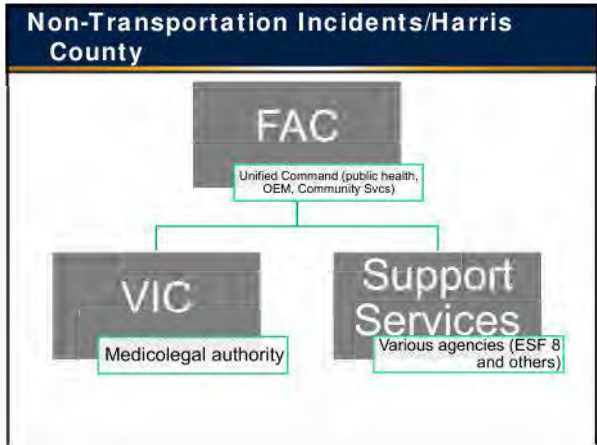 Non-Transportation Incidents/Harris
County
FAC
Unified Command (public health,
OEM, Community Svcs)
VIC
Medicolegal authority
Support
Services
Various agencies (ESF 8
and others)